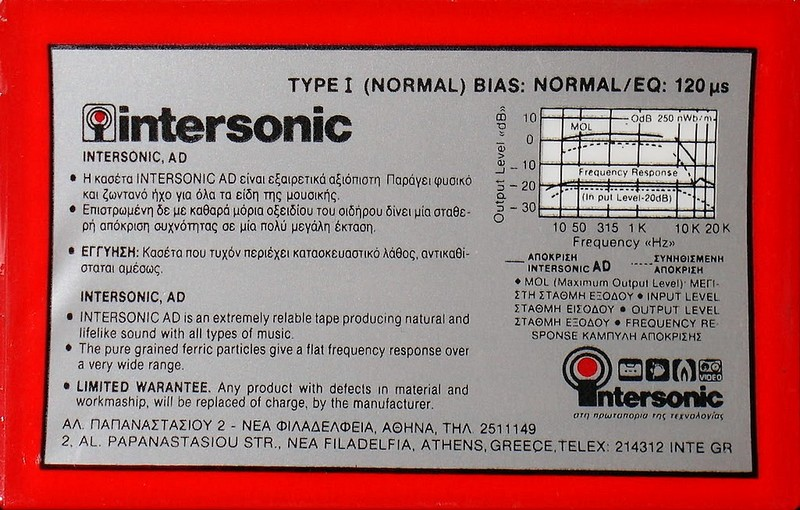 TYPE I (NORMAL) BIAS: NORMAL/EQ: 120 µs
intersonic
INTERSONIC, AD
• Η κασέτα INTERSONIC AD είναι εξαιρετικά αξιόπιστη Παράγει φυσικό
και ζωντανό ήχο για όλα τα είδη της μουσικής.
• Επιστρωμένη δε με καθαρά μόρια οξειδίου του σιδήρου δίνει μία σταθε-
ρή απόκριση συχνότητας σε μία πολύ μεγάλη έκταση.
• ΕΓΓΥΗΣΗ: Κασέτα που τυχόν περιέχει κατασκευαστικό λάθος, αντικαθί-
σταται αμέσως.
INTERSONIC, AD
• INTERSONIC AD is an extremely relable tape producing natural and
lifelike sound with all types of music.
• The pure grained ferric particles give a flat frequency response over
a very wide range.
• LIMITED WARANTEE. Any product with defects in material and
workmaship, will be replaced of charge, by the manufacturer.
Output Level «dB»
10
0
-10
-20
-30
MOL
0dB 250 nWb/m
Frequency Response
(In put Level-20dB)
10 50 315 1K 10K 20K
Frequency «Hz»
ΑΠΟΚΡΙΣΗ INTERSONIC AD
ΣΥΝΗΘΙΣΜΕΝΗ ΑΠΟΚΡΙΣΗ
• MOL (Maximum Output Level) ΜΕΓΙ-
ΣΤΗ ΣΤΑΘΜΗ ΕΞΟΔΟΥ • INPUT LEVEL
ΣΤΑΘΜΗ ΕΙΣΟΔΟΥ • OUTPUT LEVEL
ΣΤΑΘΜΗ ΕΞΟΔΟΥ • FREQUENCY RE-
SPONSE ΚΑΜΠΥΛΗ ΑΠΟΚΡΙΣΗΣ
VIDEO
intersonic
στη πρωτοπορία της τεχνολογίας
ΑΛ. ΠΑΠΑΝΑΣΤΑΣΙΟΥ 2 - ΝΕΑ ΦΙΛΑΔΕΛΦΕΙΑ, ΑΘΗΝΑ, ΤΗΛ. 2511149
2, AL. PAPANASTASIOU STR., NEA FILADELFIA, ATHENS, GREECE, TELEX: 214312 INTE GR